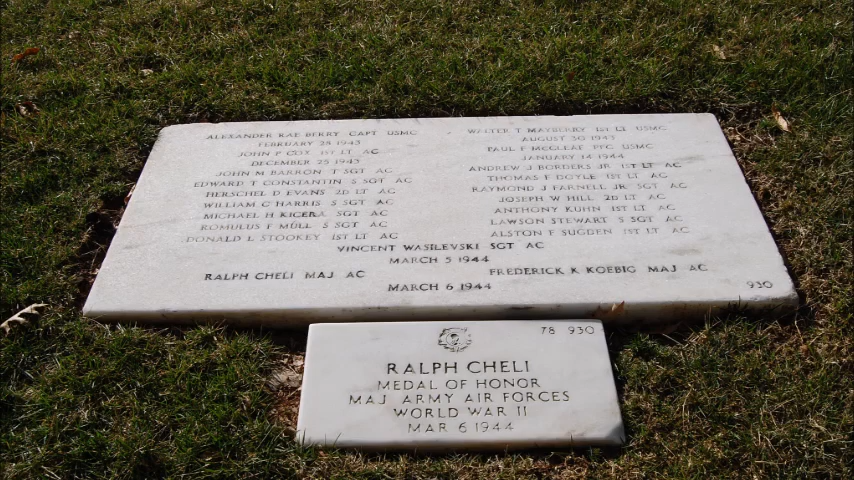 ALEXANDER RAE BERRY CAPT USMC WALTER T MAYBERRY 1ST LT USMC
FEBRUARY 28 1943 AUGUST 30 1943
JOHN P COX 1ST LT AC PAUL F MCCLEAF PFC USMC
DECEMBER 25 1943 JANUARY 14 1944
JOHN M BARRON T SGT AC ANDREW J BORDERS JR 1ST LT AC
EDWARD T CONSTANTIN S SGT AC THOMAS F DOYLE 1ST LT AC
HERSCHEL D EVANS 2D LT AC RAYMOND J FARNELL JR SGT AC
WILLIAM C HARRIS S SGT AC JOSEPH W HILL 2D LT AC
MICHAEL H KICERA SGT AC ANTHONY KUHN 1ST LT AC
ROMULUS F MULL S SGT AC LAWSON STEWART S SGT AC
DONALD L STOOKEY 1ST LT AC ALSTON F SUGDEN 1ST LT AC
VINCENT WASILEVSKI SGT AC
MARCH 5 1944
RALPH CHELI MAJ AC FREDERICK K KOEBIG MAJ AC
MARCH 6 1944 930
78 930
RALPH CHELI
MEDAL OF HONOR
MAJ ARMY AIR FORCES
WORLD WAR II
MAR 6 1944